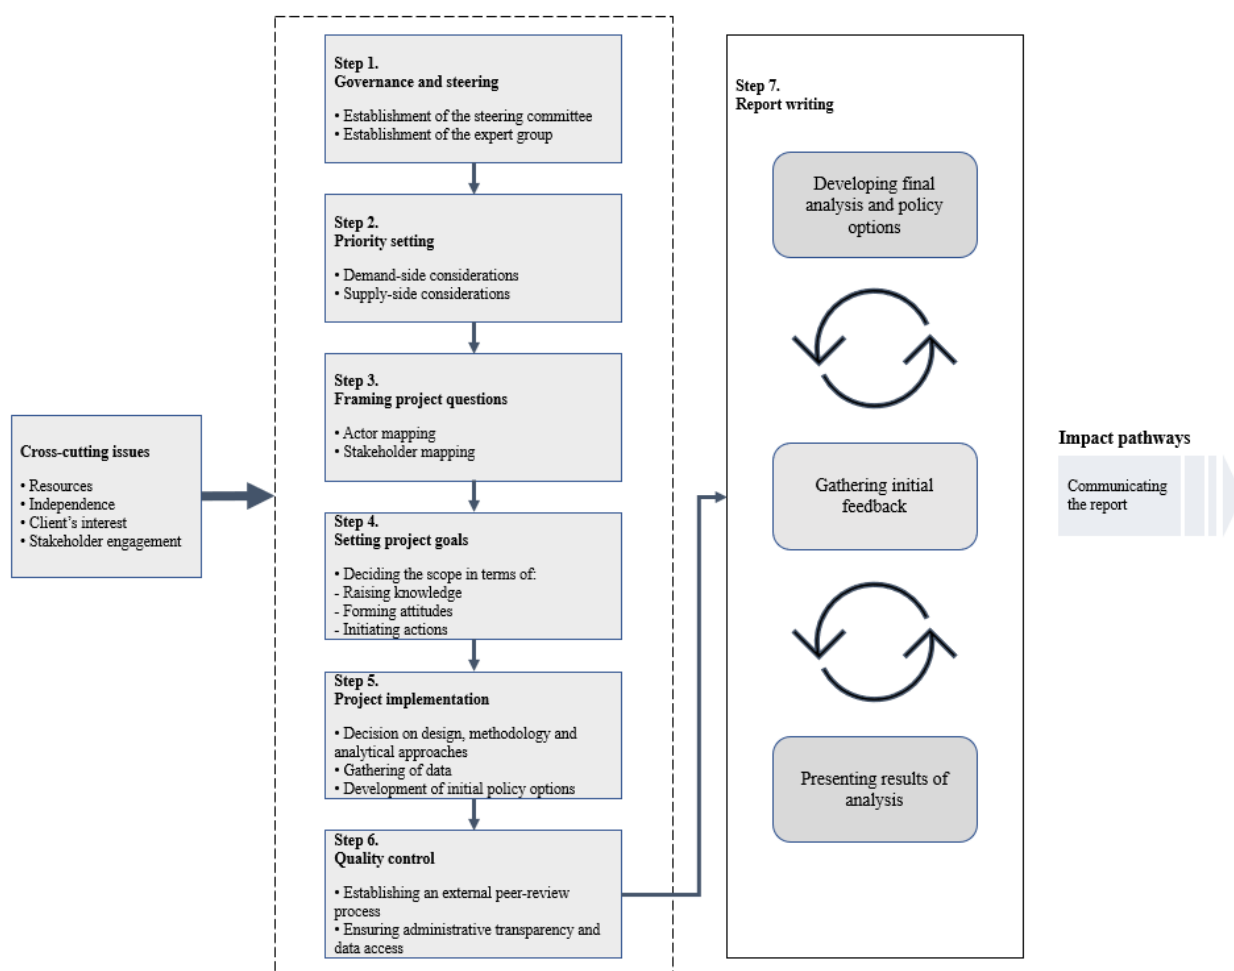 Cross-cutting issues
• Resources
• Independence
• Client's interest
• Stakeholder engagement
Step 1.
Governance and steering
• Establishment of the steering committee
• Establishment of the expert group
Step 2.
Priority setting
• Demand-side considerations
• Supply-side considerations
Step 3.
Framing project questions
• Actor mapping
• Stakeholder mapping
Step 4.
Setting project goals
• Deciding the scope in terms of:
- Raising knowledge
- Forming attitudes
- Initiating actions
Step 5.
Project implementation
• Decision on design, methodology and
analytical approaches
• Gathering of data
• Development of initial policy options
Step 6.
Quality control
• Establishing an external peer-review
process
• Ensuring administrative transparency and
data access
Step 7.
Report writing
Developing final
analysis and policy
options
Gathering initial
feedback
Presenting results of
analysis
Impact pathways
Communicating
the report